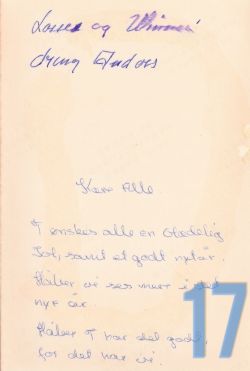 Lasse og
Anders
Kære Alle.
I ønskes alle en Glædelig
Jul, samt et godt nytår.
Håber vi ses mer i det
nye år.
Håber I har det godt,
for det har vi.
17